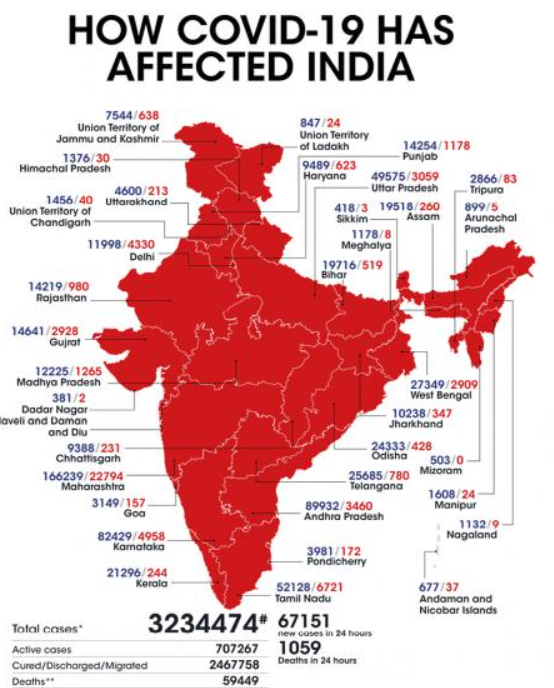 HOW COVID-19 HAS
AFFECTED INDIA
7544/638
Union Territory of
Jammu and Kashmir
847/24
Union Territory
of Ladakh
14254/1178
Punjab
1376/30
Himachal Pradesh
9489/623
Haryana
49575/3059
Uttar Pradesh
2866/83
Tripura
1456/40
Union Territory of
Chandigarh
4600/213
Uttarakhand
418/3
Sikkim
19518/260
Assam
899/5
Arunachal
Pradesh
11998/4330
Delhi
1178/8
Meghalya
19716/519
Bihar
14219/980
Rajasthan
14641/2928
Gujrat
12225/1265
Madhya Pradesh
27349/2909
West Bengal
381/2
Dadar Nagar
aveli and Daman
and Diu
10238/347
Jharkhand
9388/231
Chhattisgarh
24333/428
Odisha
503/0
Mizoram
166239/22794
Maharashtra
25685/780
Telangana
1608/24
Manipur
3149/157
Goa
89932/3460
Andhra Pradesh
1132/9
Nagaland
82429/4958
Karnataka
3981/172
Pondicherry
21296/244
Kerala
52128/6721
Tamil Nadu
677/37
Andaman and
Nicobar Islands
Total cases* 3234474# 67151
new cases in 24 hours
Active cases 707267 1059
Deaths in 24 hours
Cured/Discharged/Migrated 2467758
Deaths** 59449